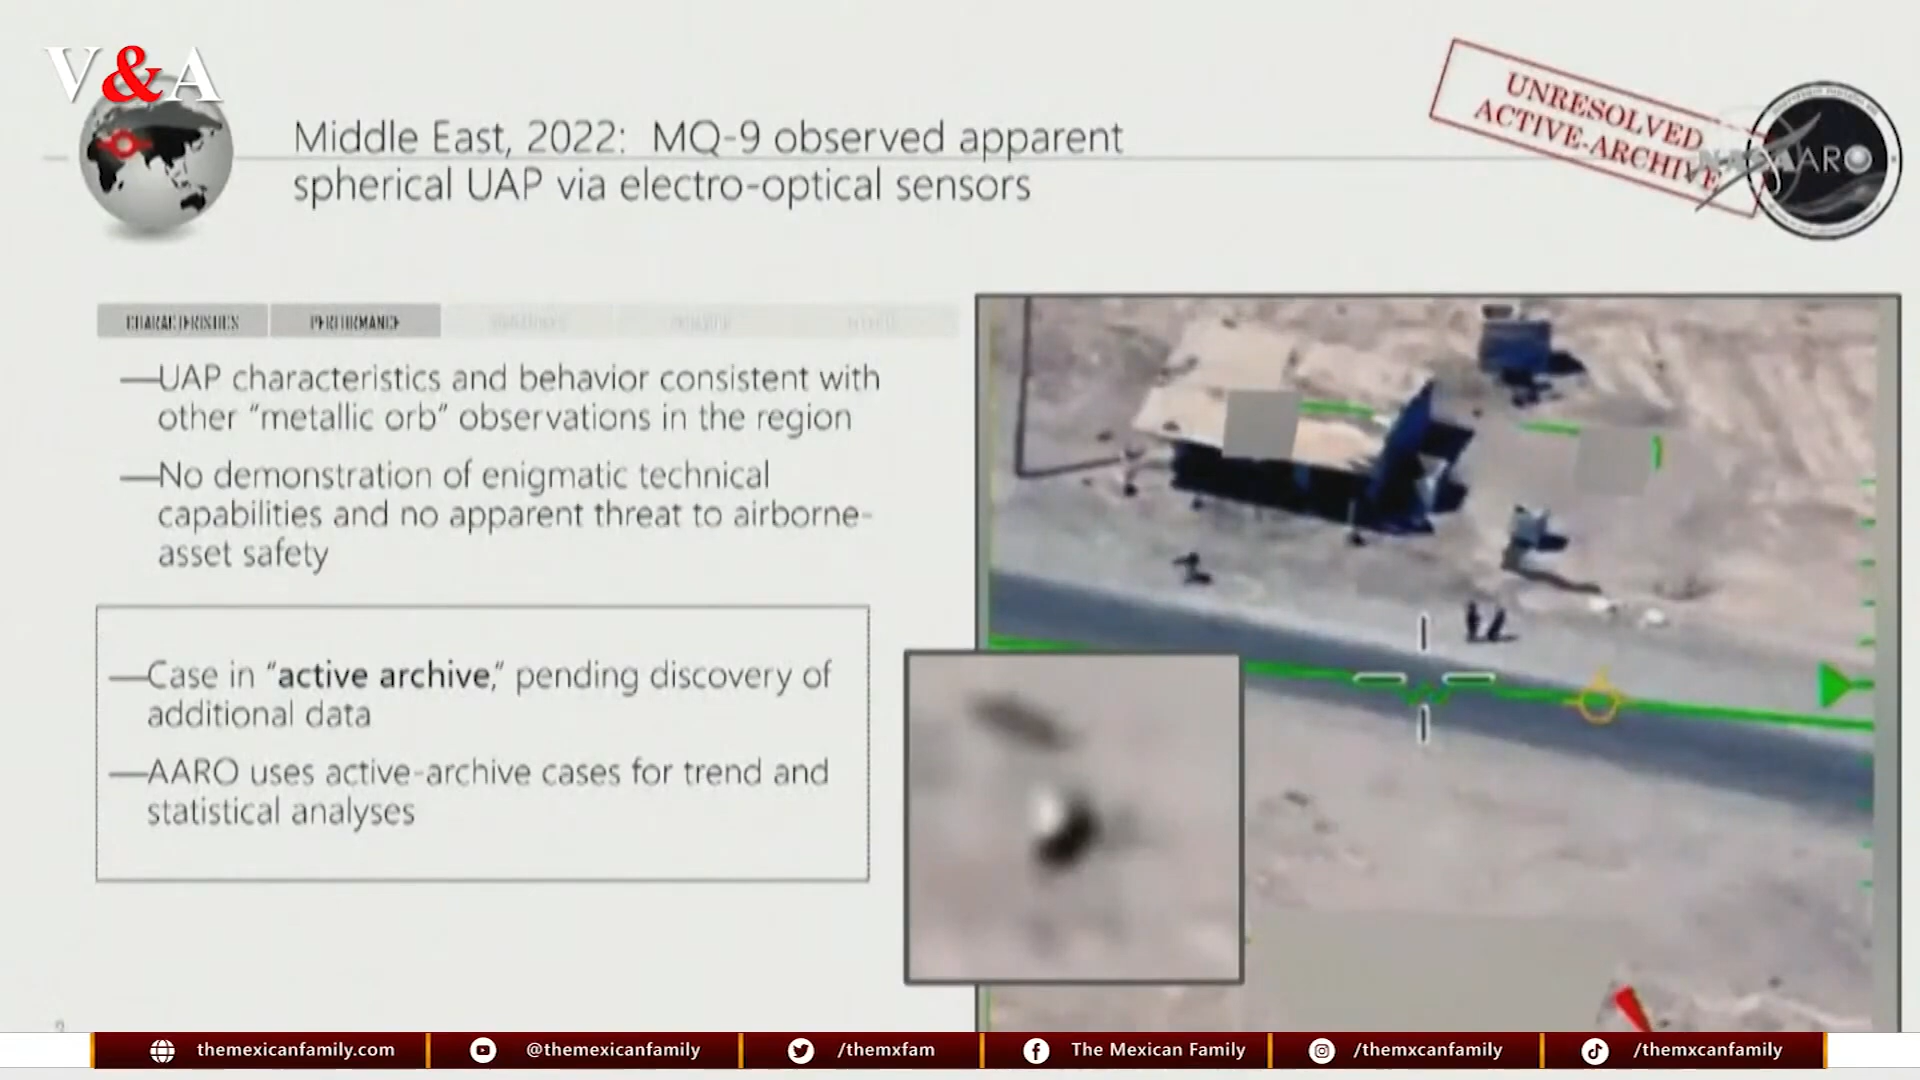 V&A
Middle East, 2022: MQ-9 observed apparent
spherical UAP via electro-optical sensors
UNRESOLVED
ACTIVE-ARCHIVE
AARO
CHARACTERISTICS
PERFORMANCE
—UAP characteristics and behavior consistent with
other “metallic orb” observations in the region
—No demonstration of enigmatic technical
capabilities and no apparent threat to airborne-
asset safety
—Case in “active archive,” pending discovery of
additional data
—AARO uses active-archive cases for trend and
statistical analyses
themexicanfamily.com
@themexicanfamily
/themxfam
The Mexican Family
/themxcanfamily
/themxcanfamily